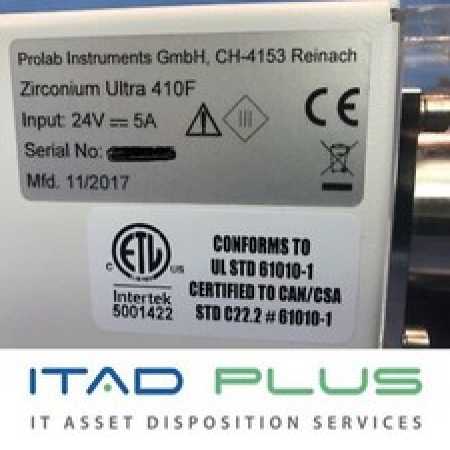 Prolab Instruments GmbH, CH-4153 Reinach
Zirconium Ultra 410F
Input: 24V ⎓ 5A
CE
Serial No:
Mfd. 11/2017
ETL
C US
Intertek
5001422
CONFORMS TO
UL STD 61010-1
CERTIFIED TO CAN/CSA
STD C22.2 # 61010-1
ITAD PLUS
IT ASSET DISPOSITION SERVICES